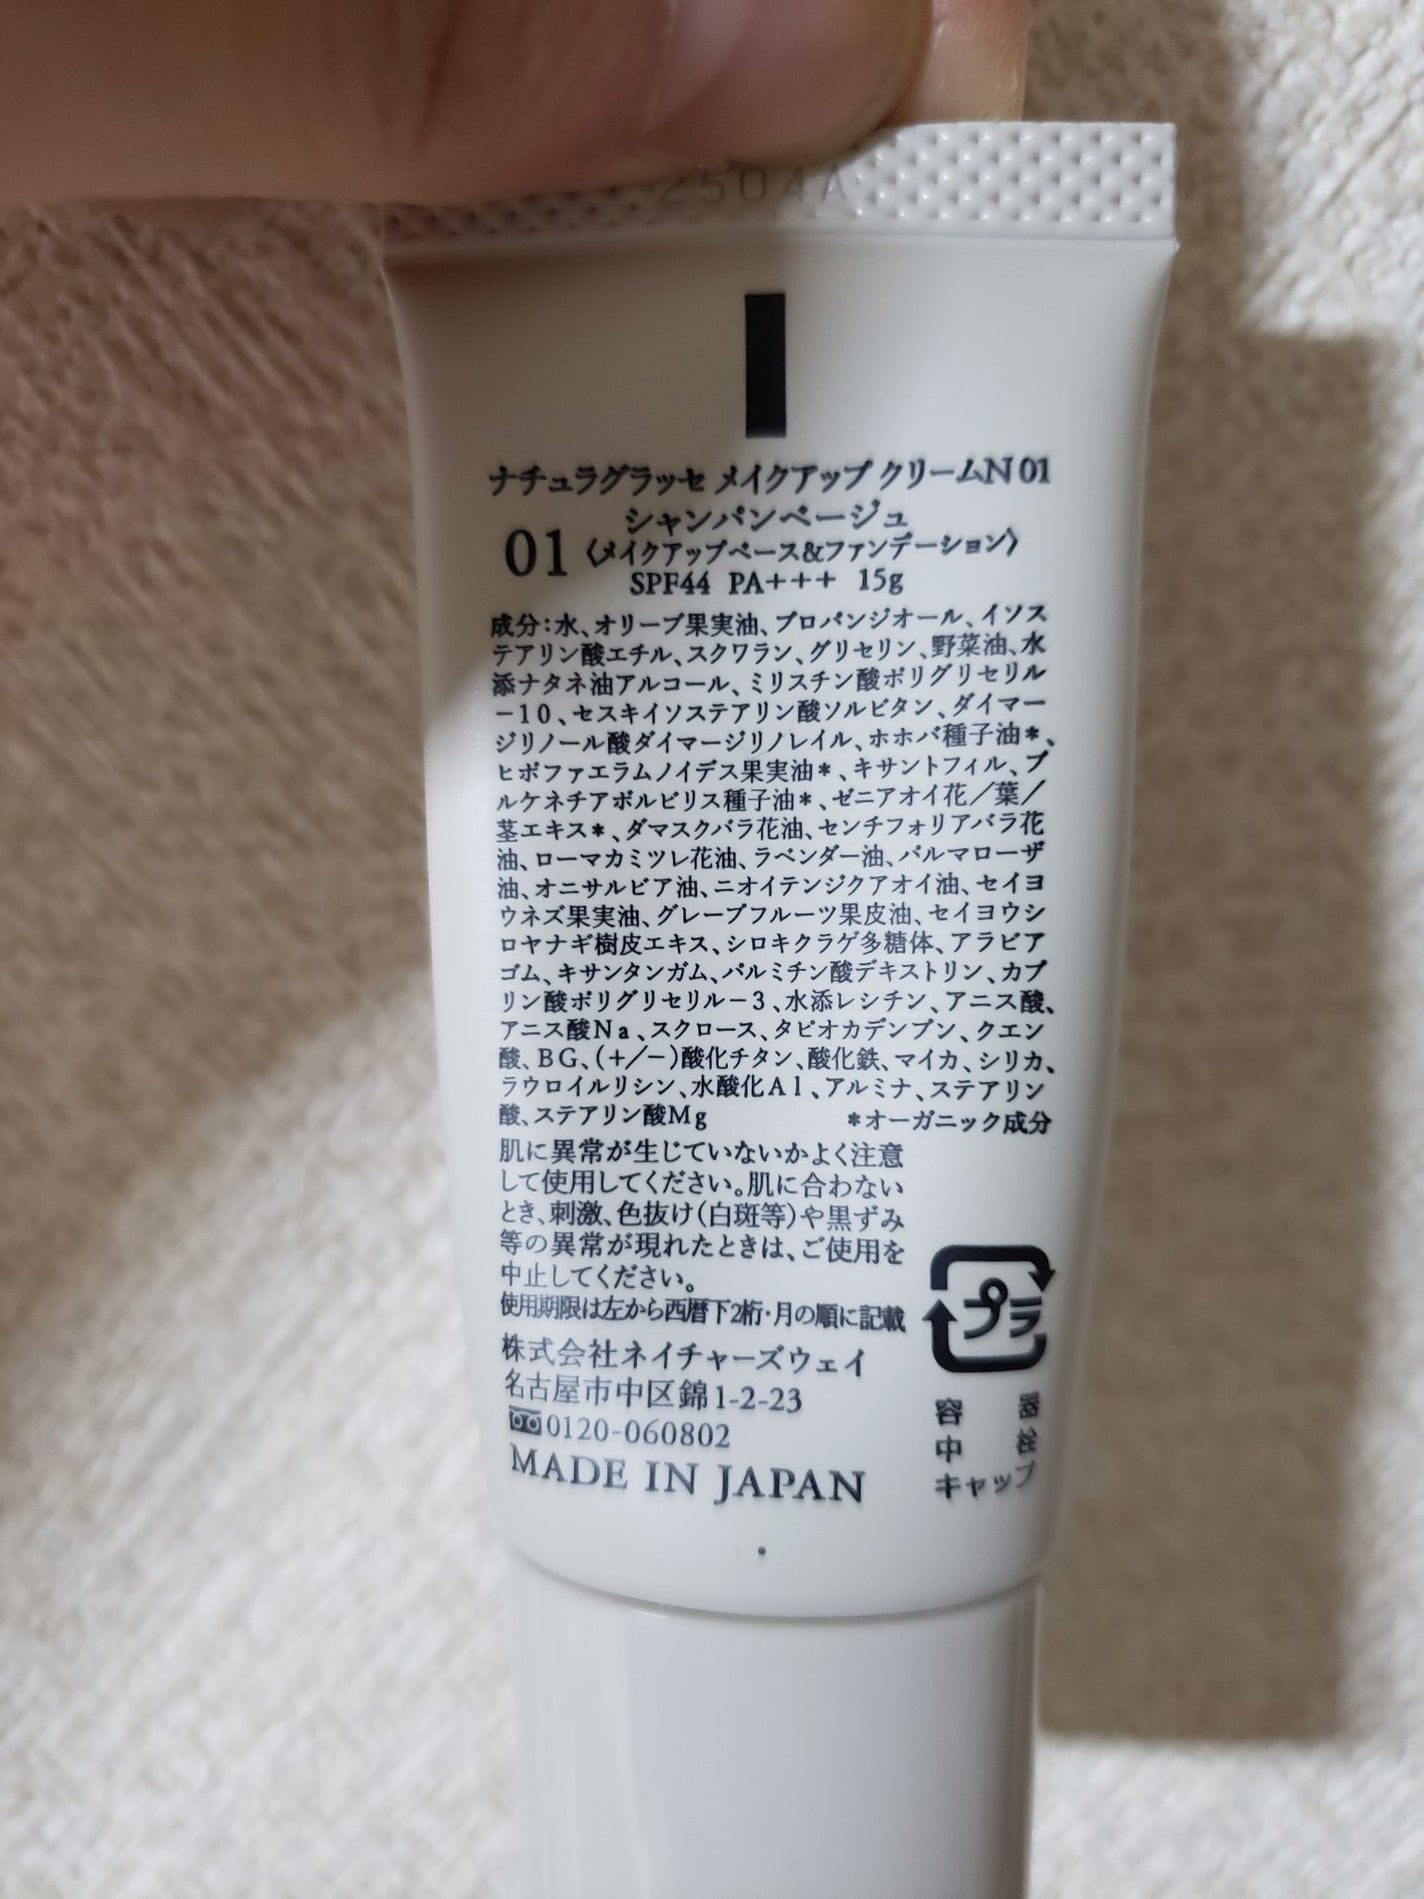 2504A
ナチュラグラッセ メイクアップ クリームN 01
シャンパンベージュ
01 〈メイクアップベース&ファンデーション〉
SPF44 PA+++ 15g
成分:水、オリーブ果実油、プロパンジオール、イソス
テアリン酸エチル、スクワラン、グリセリン、野菜油、水
添ナタネ油アルコール、ミリスチン酸ポリグリセリル
－10、セスキイソステアリン酸ソルビタン、ダイマー
ジリノール酸ダイマージリノレイル、ホホバ種子油*、
ヒポファエラムノイデス果実油*、キサントフィル、プ
ルケネチアボルビリス種子油*、ゼニアオイ花/葉/
茎エキス*、ダマスクバラ花油、センチフォリアバラ花
油、ローマカミツレ花油、ラベンダー油、パルマローザ
油、オニサルビア油、ニオイテンジクアオイ油、セイヨ
ウネズ果実油、グレープフルーツ果皮油、セイヨウシ
ロヤナギ樹皮エキス、シロキクラゲ多糖体、アラビア
ゴム、キサンタンガム、パルミチン酸デキストリン、カプ
リン酸ポリグリセリル－3、水添レシチン、アニス酸、
アニス酸Na、スクロース、タピオカデンプン、クエン
酸、BG、(+/−)酸化チタン、酸化鉄、マイカ、シリカ、
ラウロイルリシン、水酸化Al、アルミナ、ステアリン
酸、ステアリン酸Mg *オーガニック成分
肌に異常が生じていないかよく注意
して使用してください。肌に合わない
とき、刺激、色抜け(白斑等)や黒ずみ
等の異常が現れたときは、ご使用を
中止してください。
使用期限は左から西暦下2桁・月の順に記載
株式会社ネイチャーズウェイ
名古屋市中区錦1-2-23
0120-060802
MADE IN JAPAN
プラ
容器
中栓
キャップ